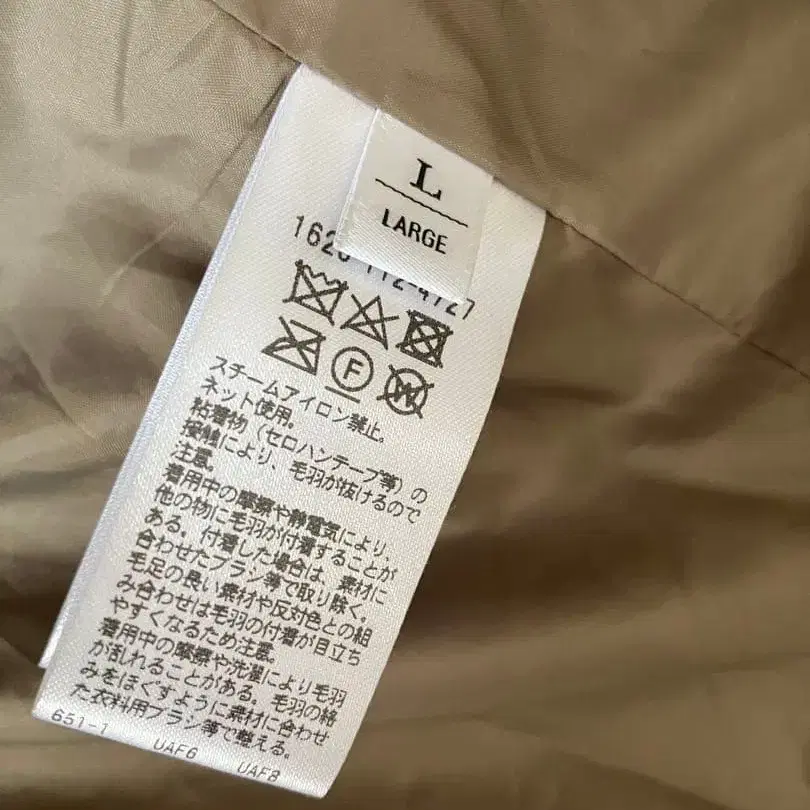 L
LARGE
112-4727
F
W
スチームアイロン禁止。
ネット使用。
粘着物（セロハンテープ等）の
接触により、毛羽が抜けるので
注意。
着用中の摩擦や静電気により、
他の物に毛羽が付着することが
ある。付着した場合は、素材に
合わせたブラシ等で取り除く。
毛足の長い素材や反対色との組
み合わせは毛羽の付着が目立ち
やすくなるため注意。
着用中の摩擦や洗濯により毛羽
が乱れることがある。毛羽の絡
みをほぐすように素材に合わせ
た衣料用ブラシ等で整える。
651-1 UAF6 UAF8